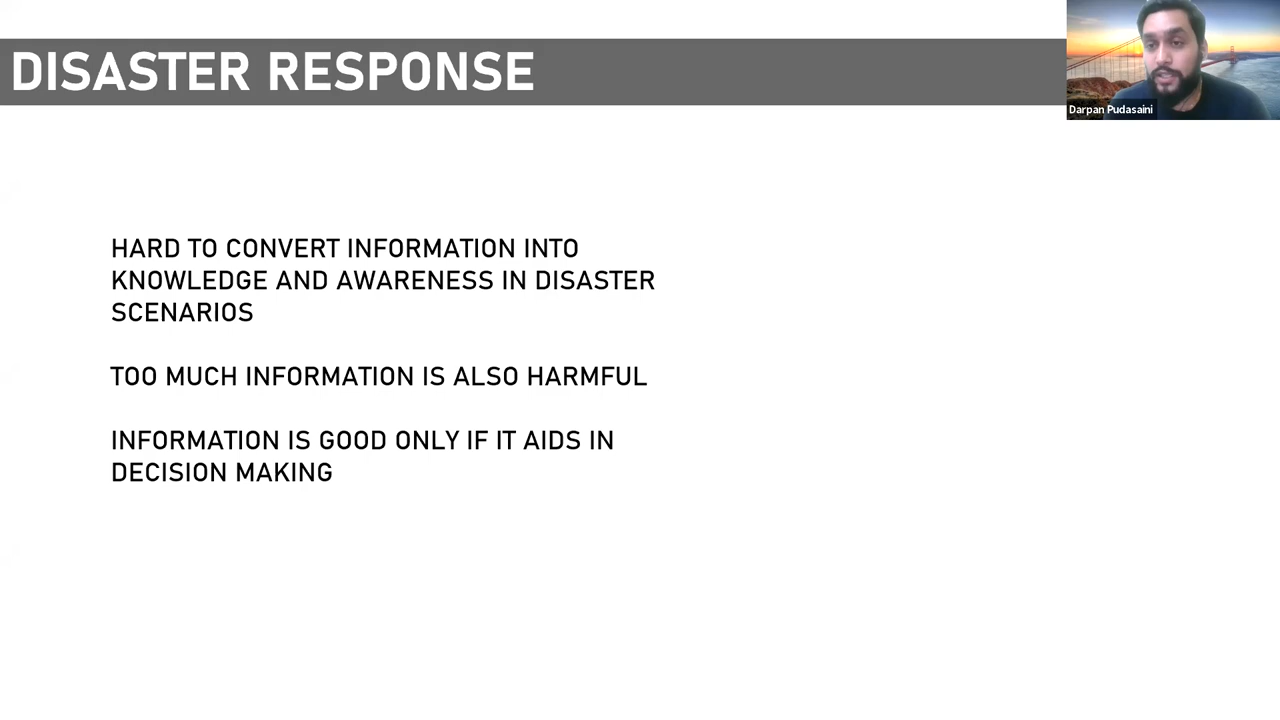 DISASTER RESPONSE
Darpan Pudasaini
HARD TO CONVERT INFORMATION INTO
KNOWLEDGE AND AWARENESS IN DISASTER
SCENARIOS
TOO MUCH INFORMATION IS ALSO HARMFUL
INFORMATION IS GOOD ONLY IF IT AIDS IN
DECISION MAKING